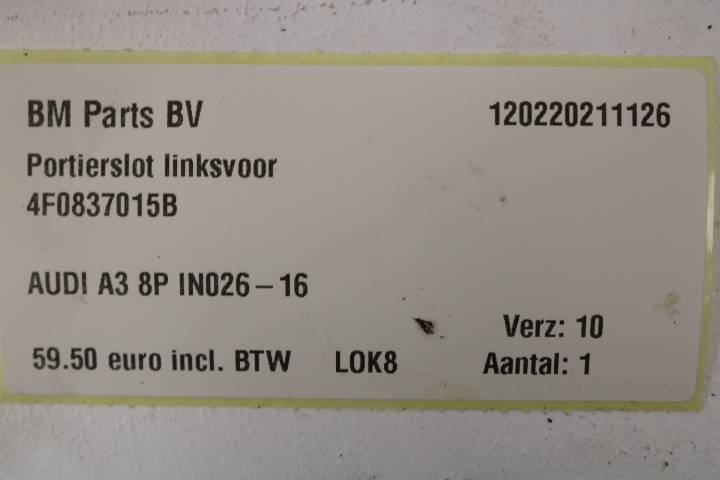 BM Parts BV 120220211126
Portierslot linksvoor
4F0837015B
AUDI A3 8P IN026-16
Verz: 10
59.50 euro incl. BTW LOK8 Aantal: 1